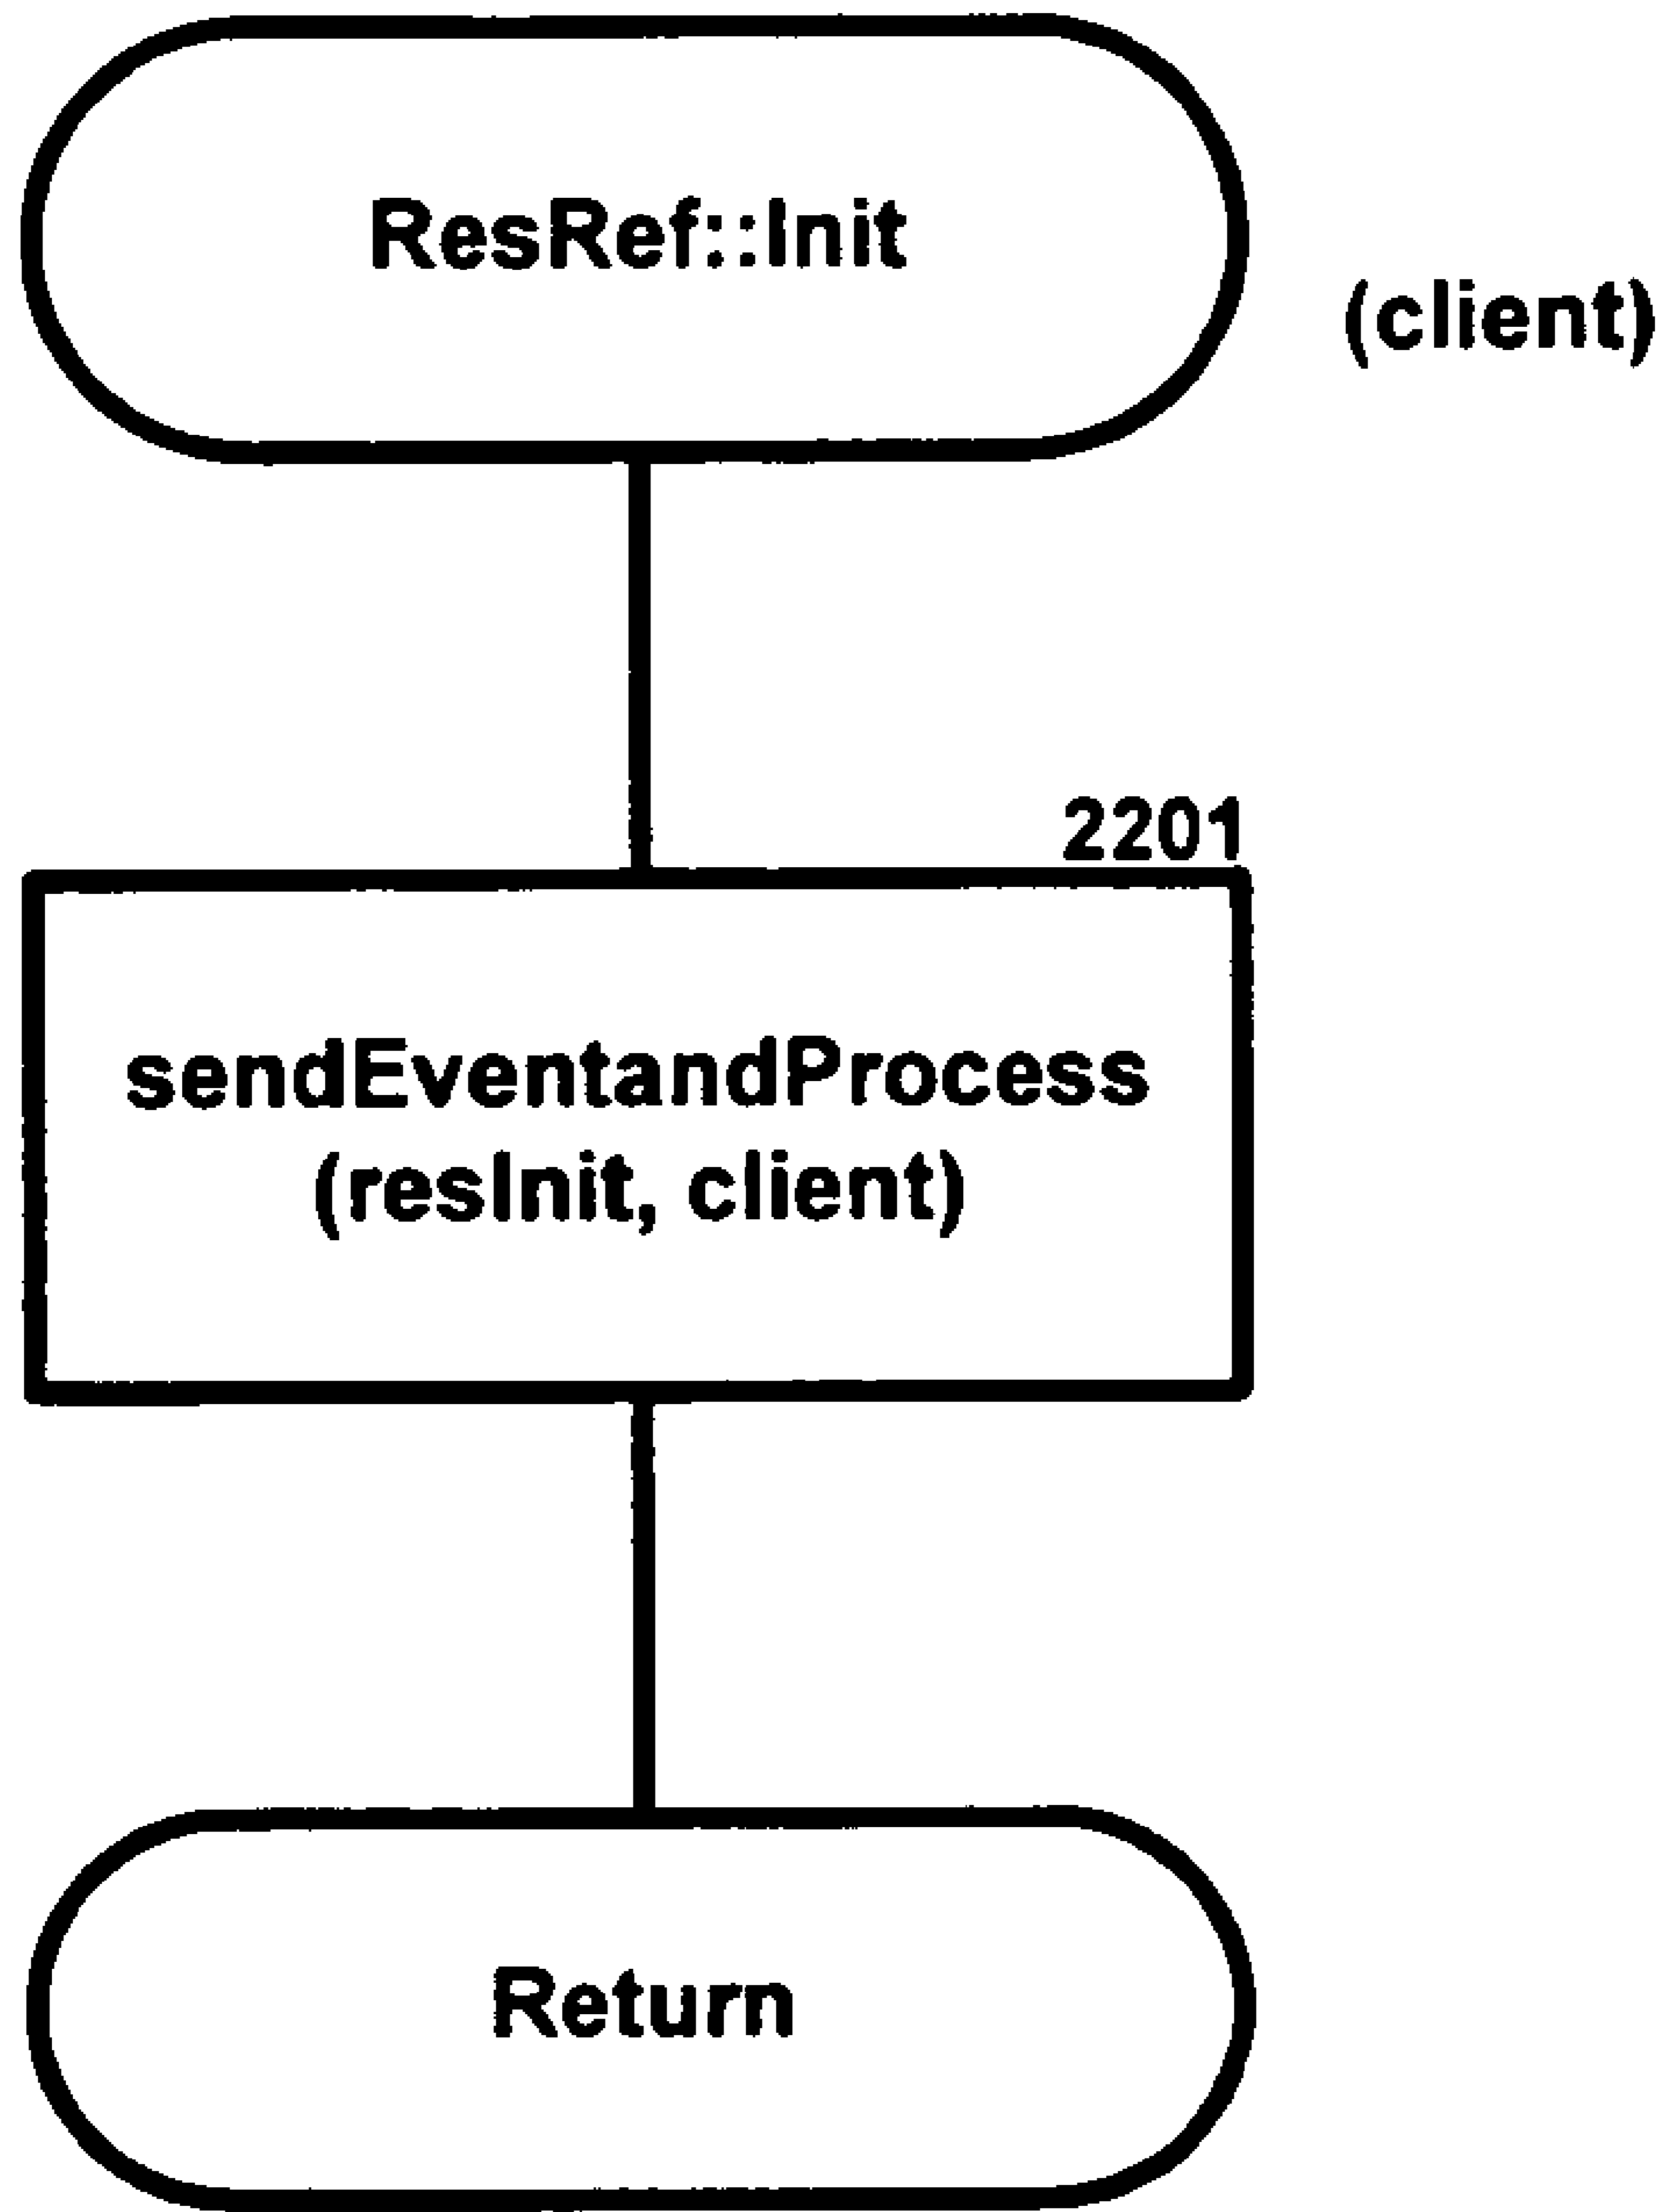 ResRef::Init
(client)
2201
sendEventandProcess
(resInit, client)
Return